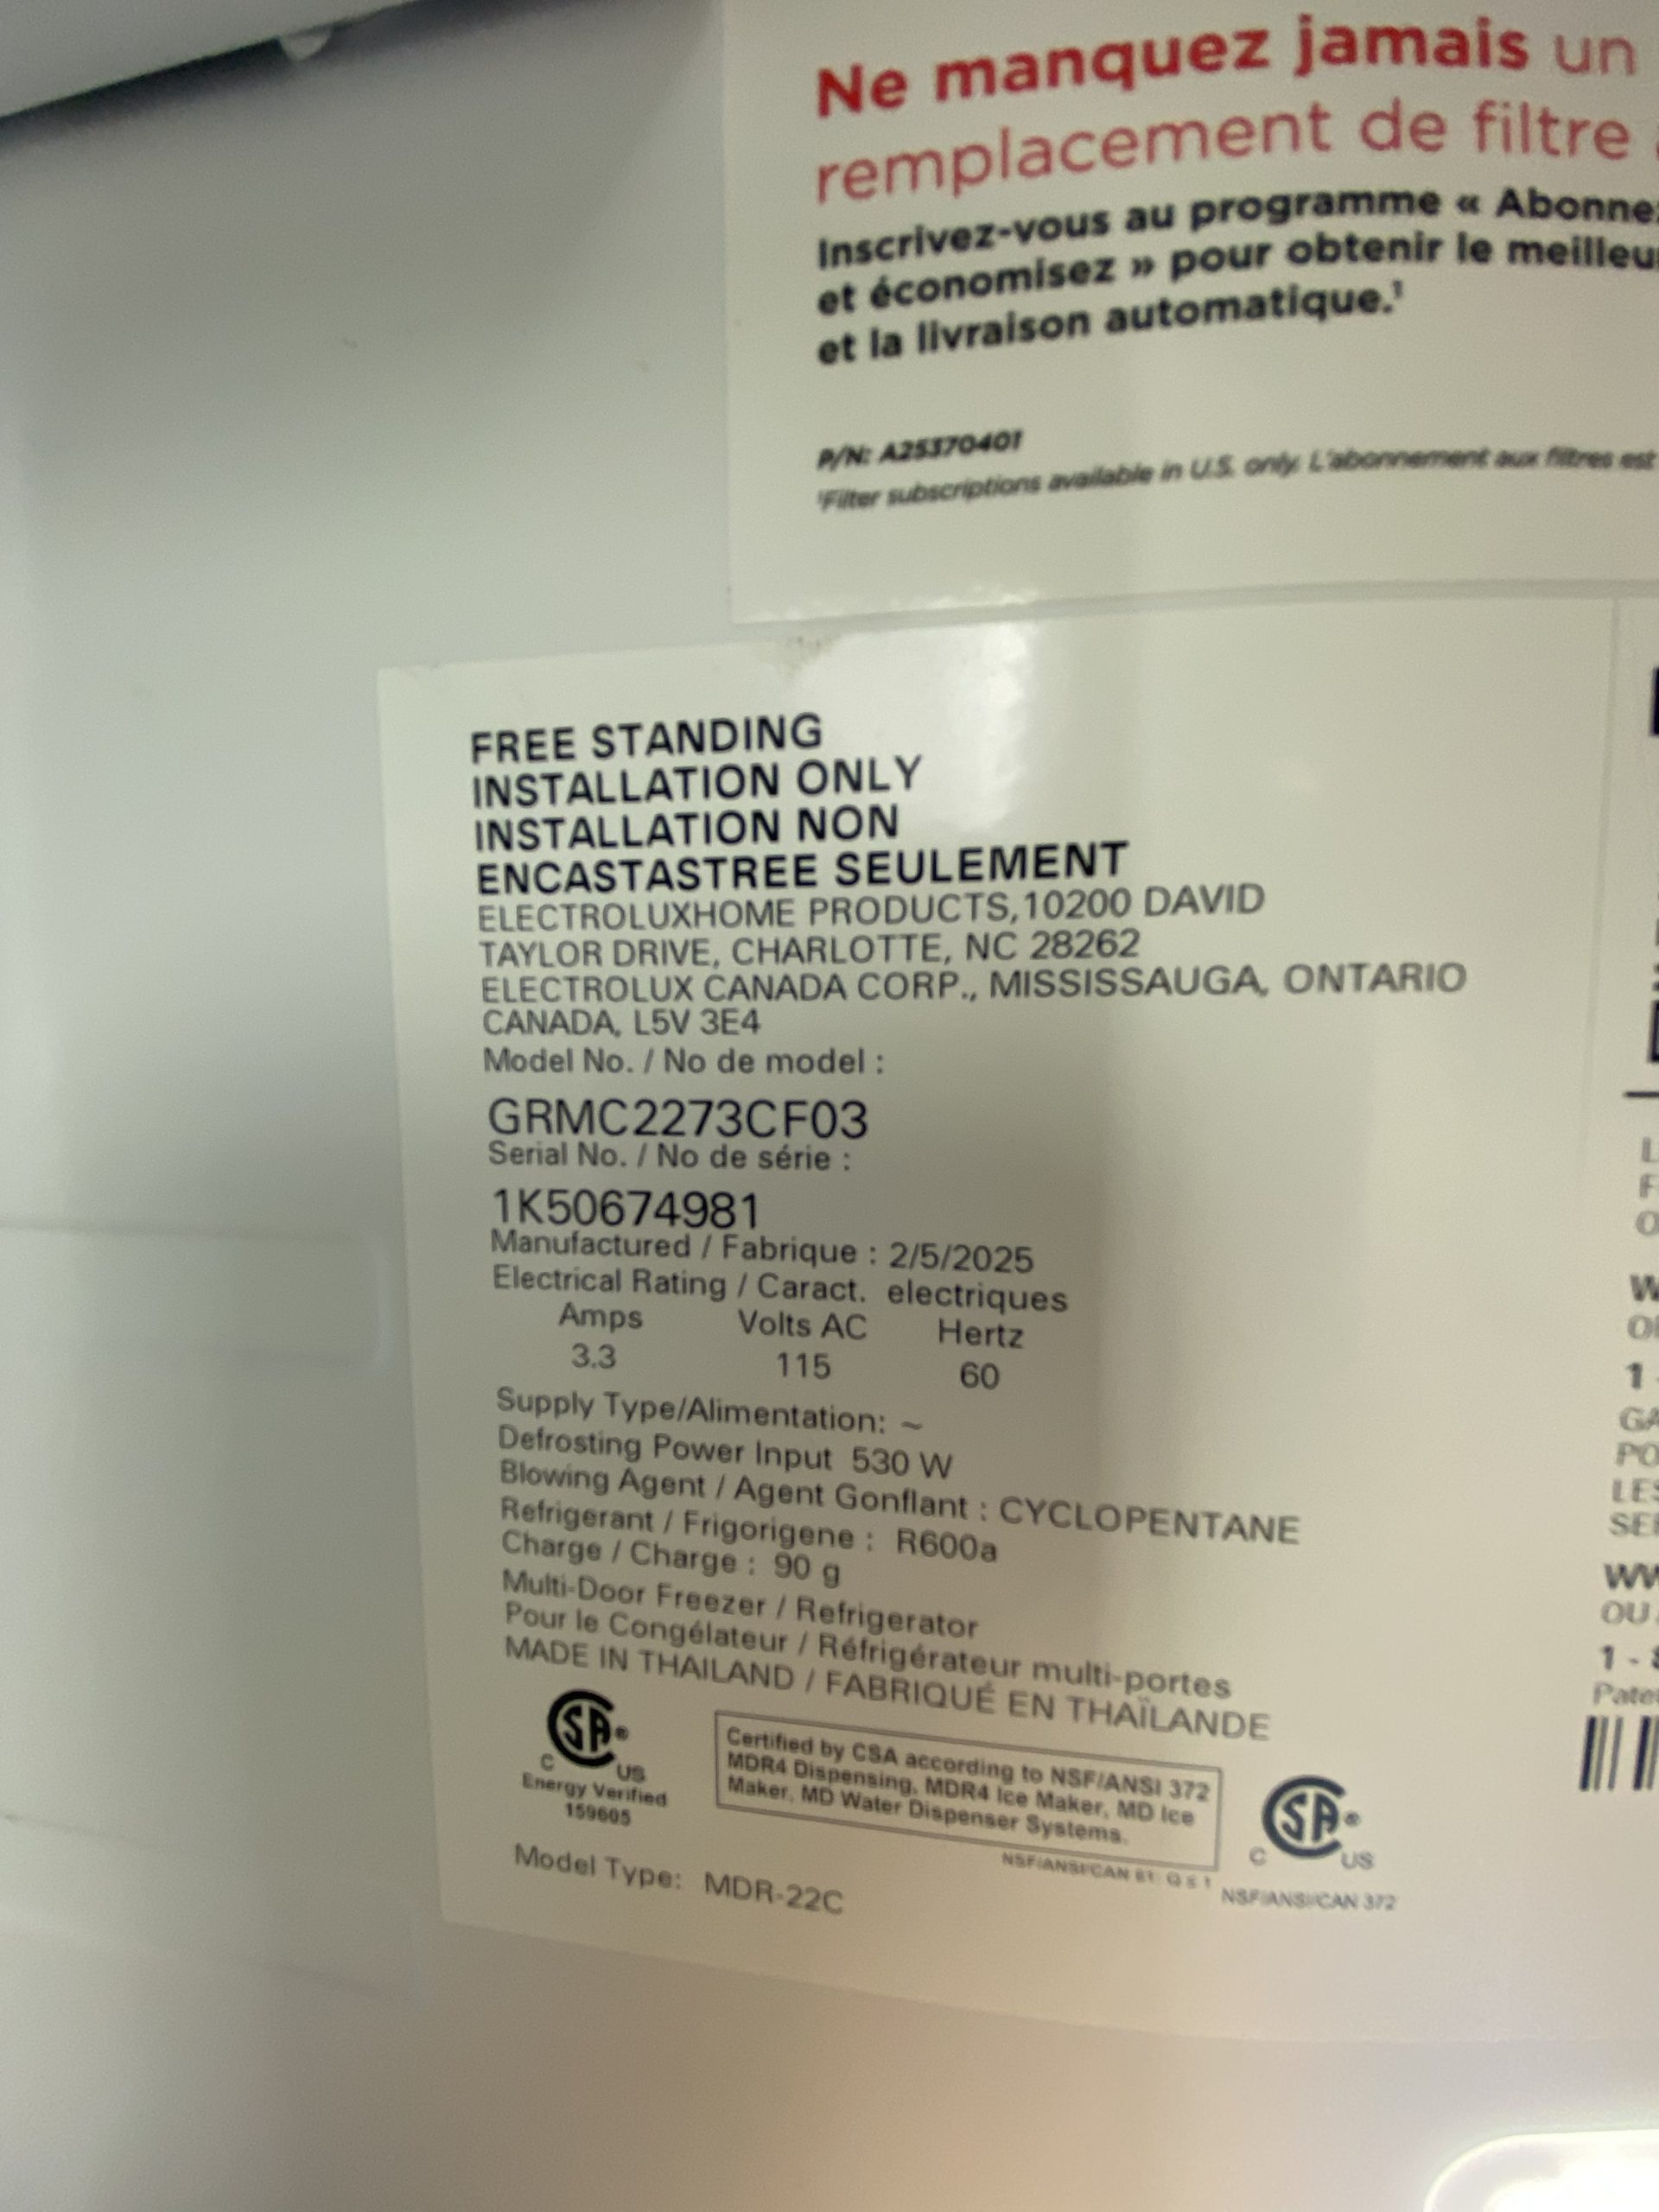 Ne manquez jamais un
remplacement de filtre
Inscrivez-vous au programme « Abonnez
et économisez » pour obtenir le meilleur
et la livraison automatique.¹
P/N: A25370401
¹Filter subscriptions available in U.S. only. L'abonnement aux filtres est
FREE STANDING
INSTALLATION ONLY
INSTALLATION NON
ENCASTASTREE SEULEMENT
ELECTROLUXHOME PRODUCTS,10200 DAVID
TAYLOR DRIVE, CHARLOTTE, NC 28262
ELECTROLUX CANADA CORP., MISSISSAUGA, ONTARIO
CANADA, L5V 3E4
Model No. / No de model :
GRMC2273CF03
Serial No. / No de série :
1K50674981
Manufactured / Fabrique : 2/5/2025
Electrical Rating / Caract. electriques
Amps Volts AC Hertz
3.3 115 60
Supply Type/Alimentation: ~
Defrosting Power Input 530 W
Blowing Agent / Agent Gonflant : CYCLOPENTANE
Refrigerant / Frigorigene : R600a
Charge / Charge : 90 g
Multi-Door Freezer / Refrigerator
Pour le Congélateur / Réfrigérateur multi-portes
MADE IN THAILAND / FABRIQUÉ EN THAÏLANDE
SA®
C US
Energy Verified
159605
Certified by CSA according to NSF/ANSI 372
MDR4 Dispensing, MDR4 Ice Maker, MD Ice
Maker, MD Water Dispenser Systems.
SA®
C US
NSF/ANSI/CAN 61:
NSF/ANSI/CAN 372
Model Type: MDR-22C